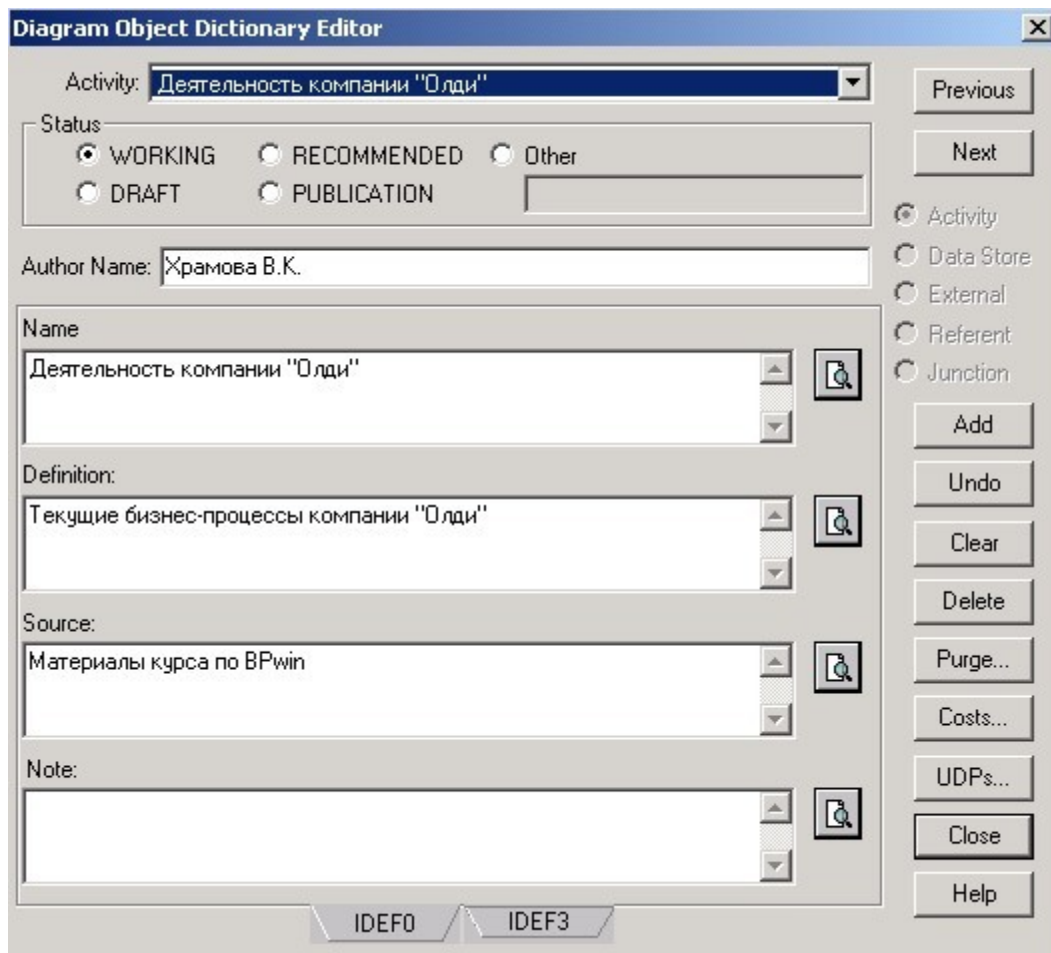 Diagram Object Dictionary Editor
Activity: Деятельность компании "Олди"
Previous
Status
WORKING RECOMMENDED Other
Next
DRAFT PUBLICATION
Activity
Author Name: Храмова В.К.
Data Store
External
Name
Referent
Деятельность компании "Олди"
Junction
Add
Definition:
Undo
Текущие бизнес-процессы компании "Олди"
Clear
Delete
Source:
Материалы курса по BPwin
Purge...
Costs...
Note:
UDPs...
Close
Help
IDEF0 IDEF3